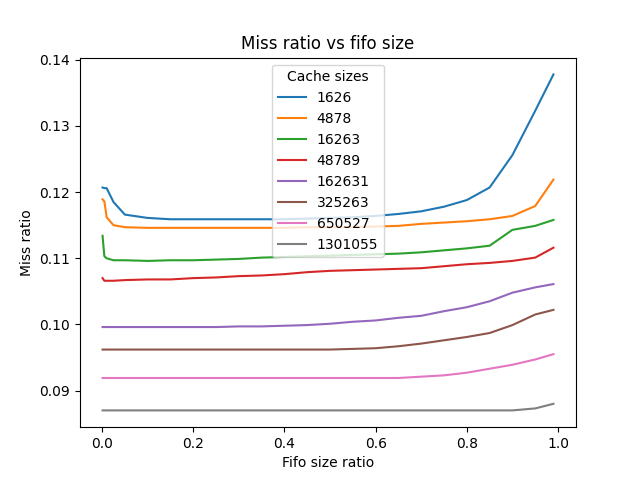 Miss ratio vs fifo size
Miss ratio
0.14
0.13
0.12
0.11
0.10
0.09
Cache sizes
1626
4878
16263
48789
162631
325263
650527
1301055
0.0 0.2 0.4 0.6 0.8 1.0
Fifo size ratio